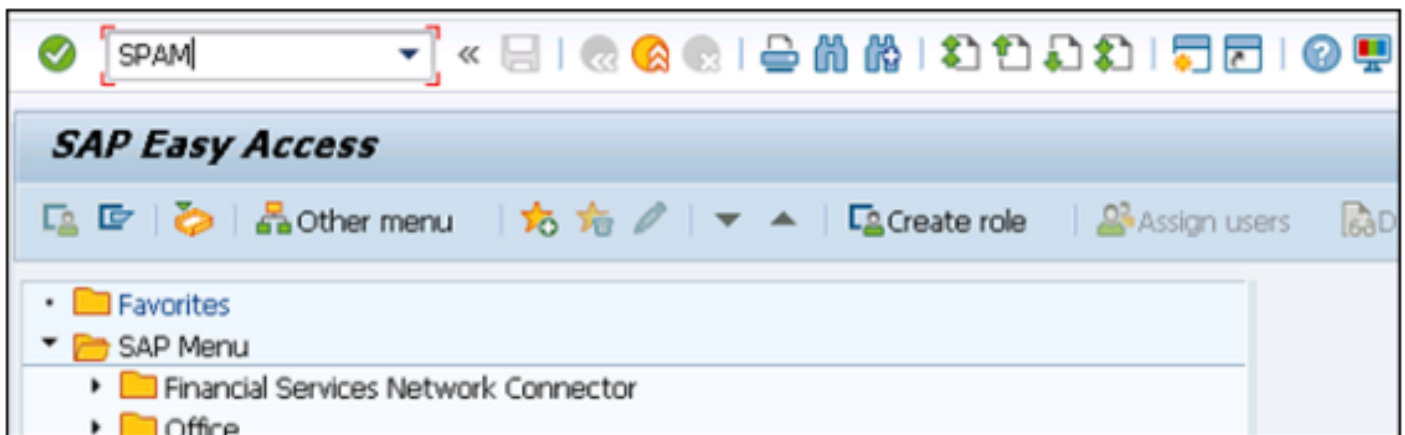 SPAM
SAP Easy Access
Other menu Create role Assign users D
Favorites
SAP Menu
Financial Services Network Connector
Office